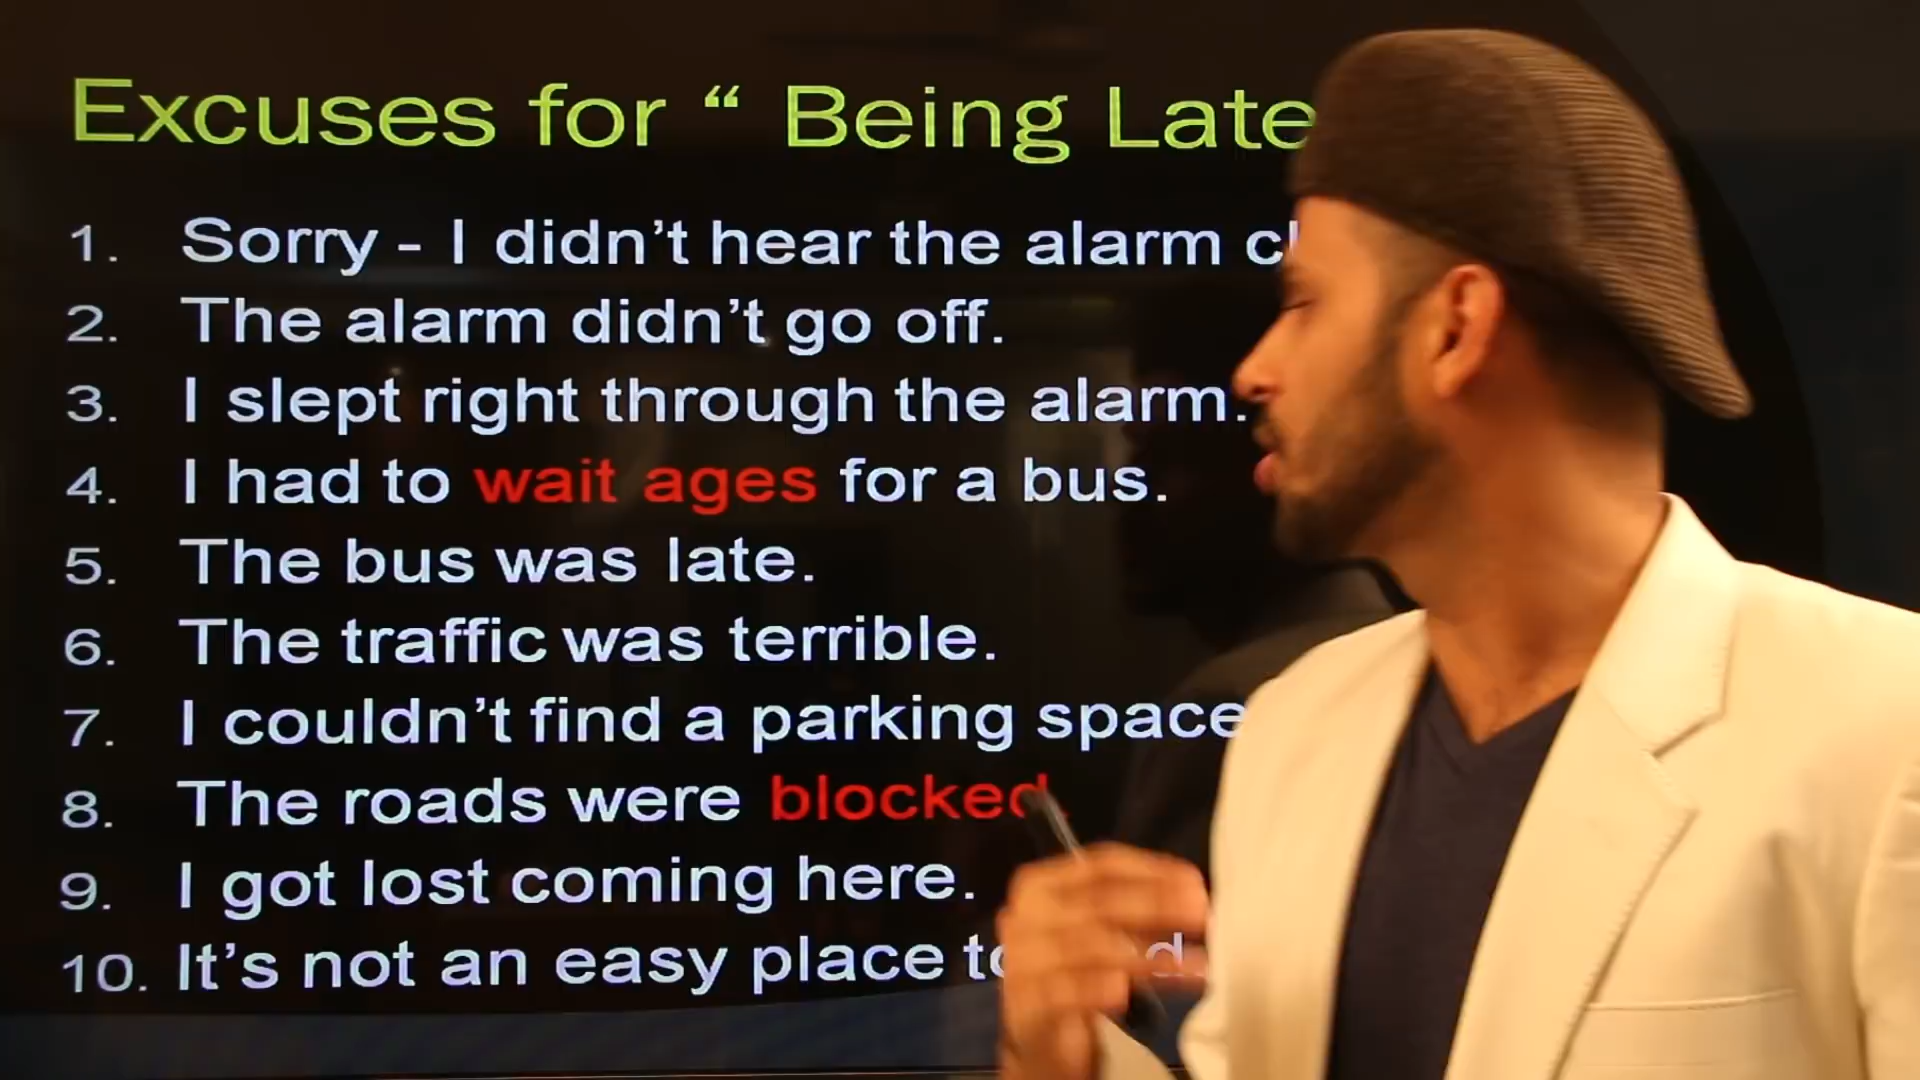 Excuses for “ Being Late
1. Sorry - I didn’t hear the alarm
2. The alarm didn’t go off.
3. I slept right through the alarm.
4. I had to wait ages for a bus.
5. The bus was late.
6. The traffic was terrible.
7. I couldn’t find a parking space
8. The roads were blocked.
9. I got lost coming here.
10. It’s not an easy place